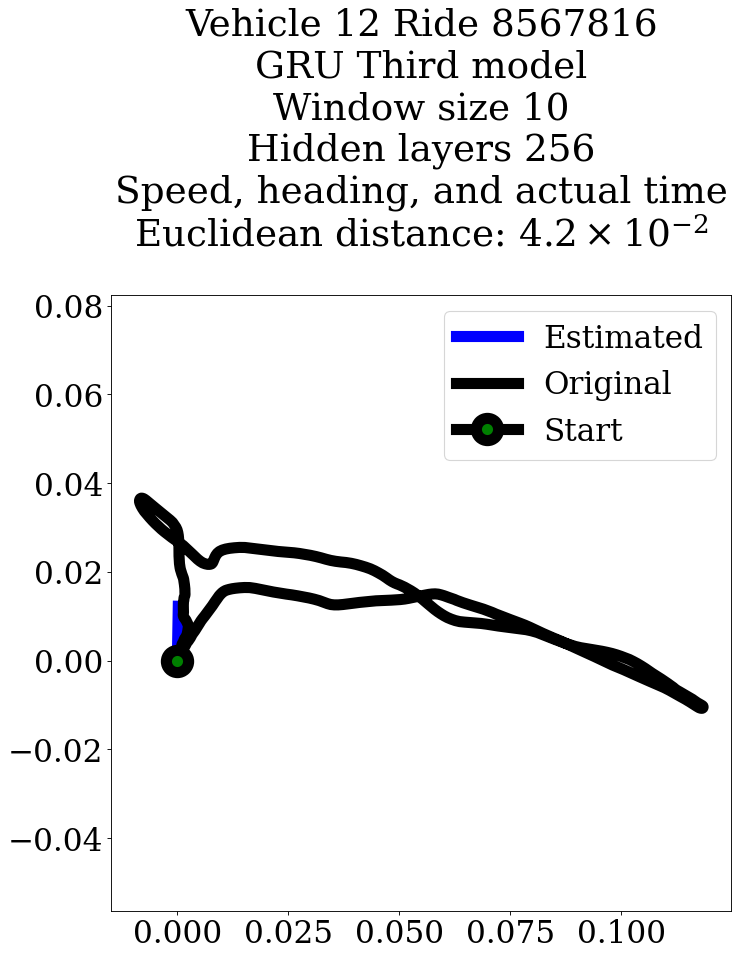 Vehicle 12 Ride 8567816
GRU Third model
Window size 10
Hidden layers 256
Speed, heading, and actual time
Euclidean distance: 4.2 × 10⁻²
Estimated
Original
Start
0.08
0.06
0.04
0.02
0.00
−0.02
−0.04
0.000 0.025 0.050 0.075 0.100